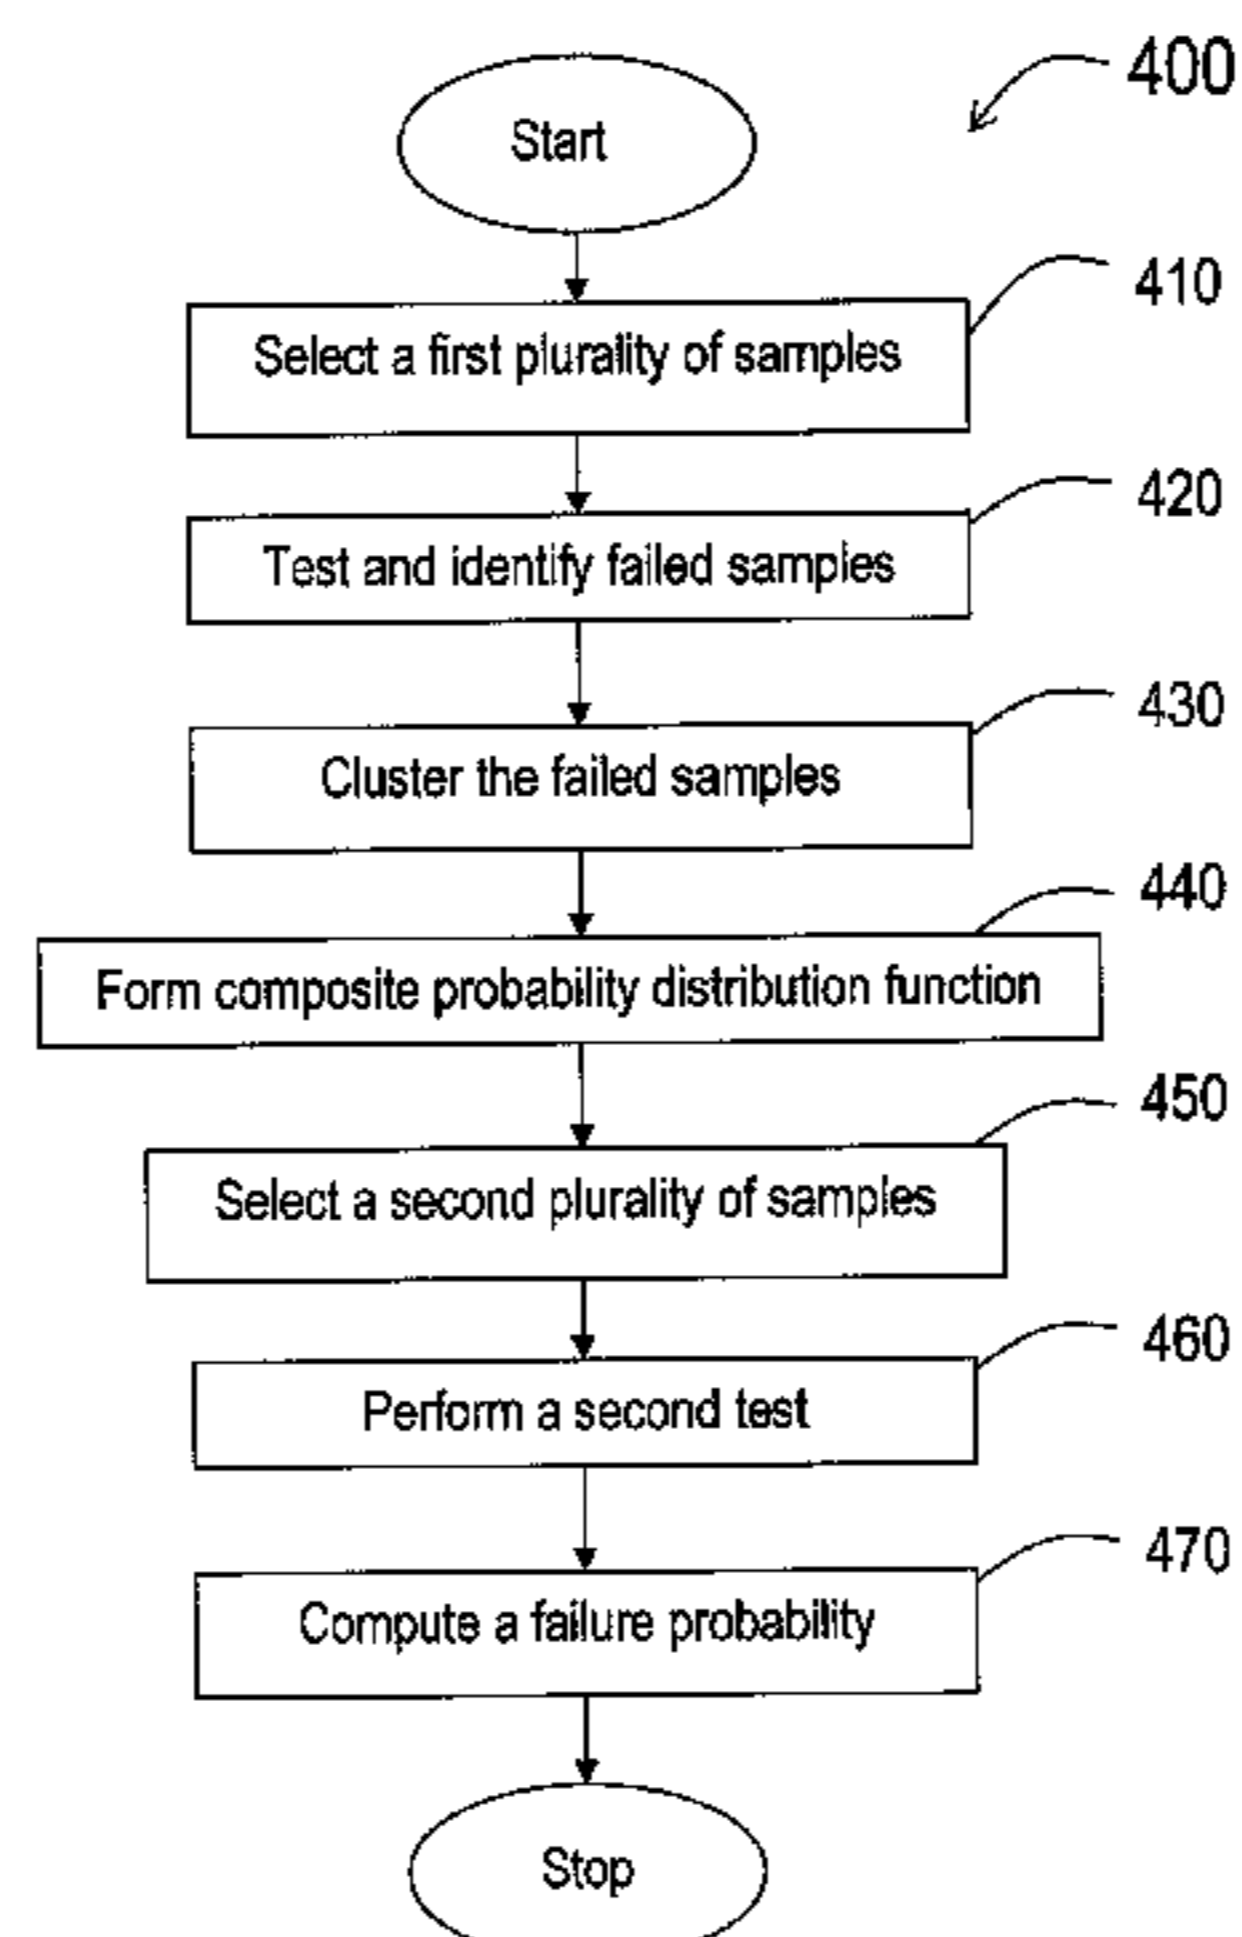 400
Start
410
Select a first plurality of samples
420
Test and identify failed samples
430
Cluster the failed samples
440
Form composite probability distribution function
450
Select a second plurality of samples
460
Perform a second test
470
Compute a failure probability
Stop